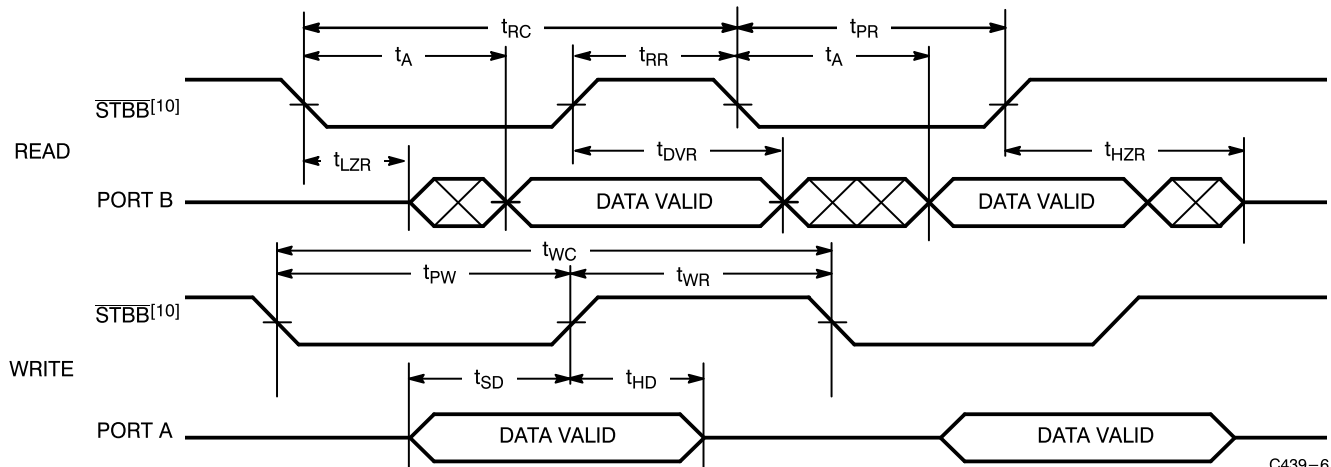 tRC
tPR
tA
tRR
tA
STBB[10]
READ
tLZR
tDVR
tHZR
PORT B
DATA VALID
DATA VALID
tWC
tPW
tWR
STBB[10]
WRITE
tSD
tHD
PORT A
DATA VALID
DATA VALID
C439–6